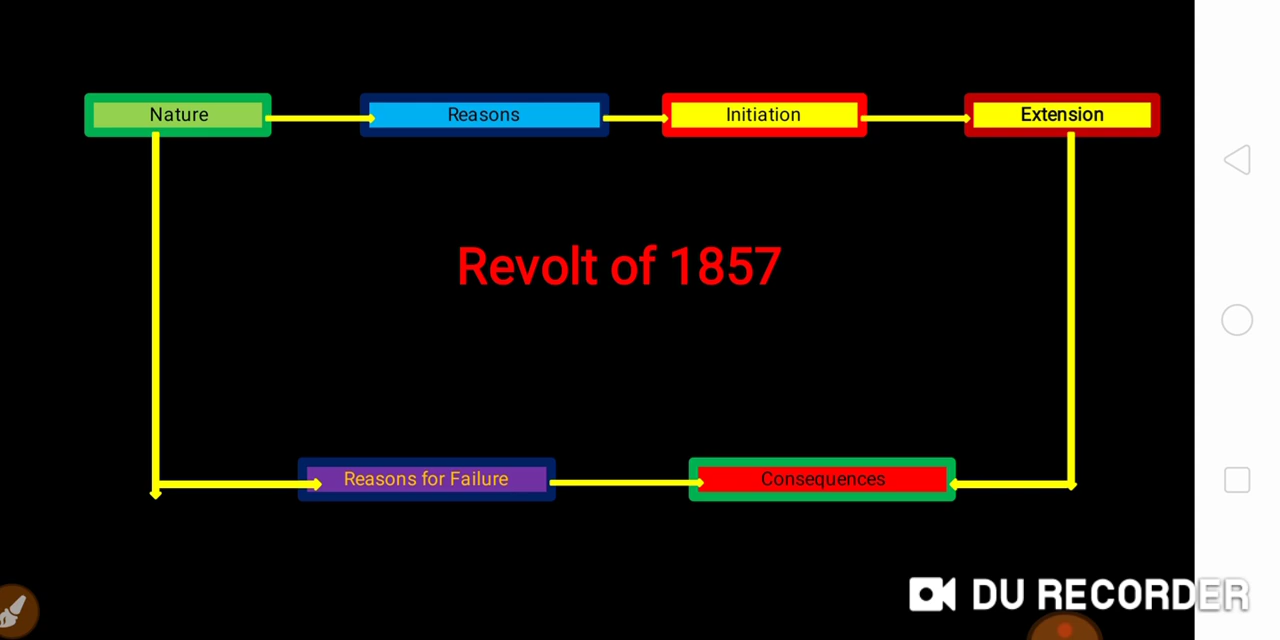 Nature
Reasons
Initiation
Extension
Revolt of 1857
Reasons for Failure
Consequences
DU RECORDER